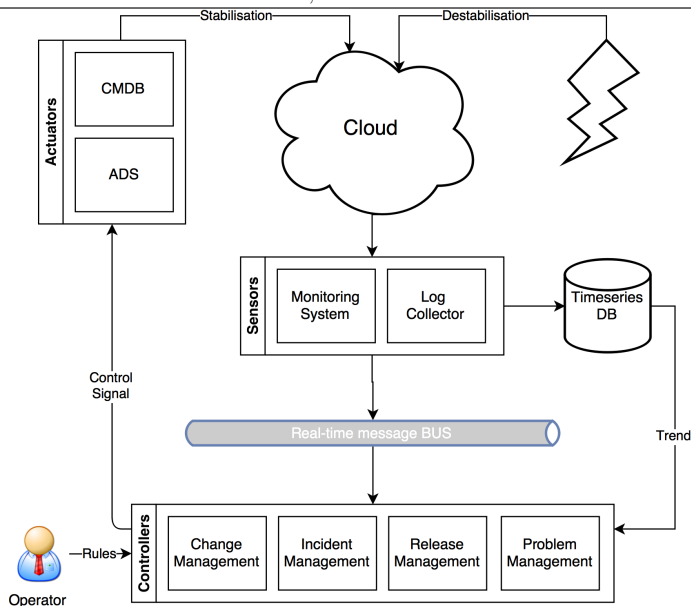 Stabilisation
Destabilisation
Actuators
CMDB
ADS
Cloud
Sensors
Monitoring
System
Log
Collector
Timeseries
DB
Control
Signal
Real-time message BUS
Trend
Controllers
Change
Management
Incident
Management
Release
Management
Problem
Management
Rules
Operator